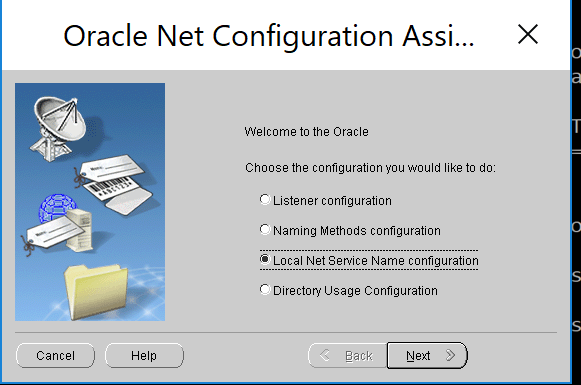 Oracle Net Configuration Assi...
Welcome to the Oracle
Choose the configuration you would like to do:
Listener configuration
Naming Methods configuration
Local Net Service Name configuration
Directory Usage Configuration
Cancel
Help
Back
Next